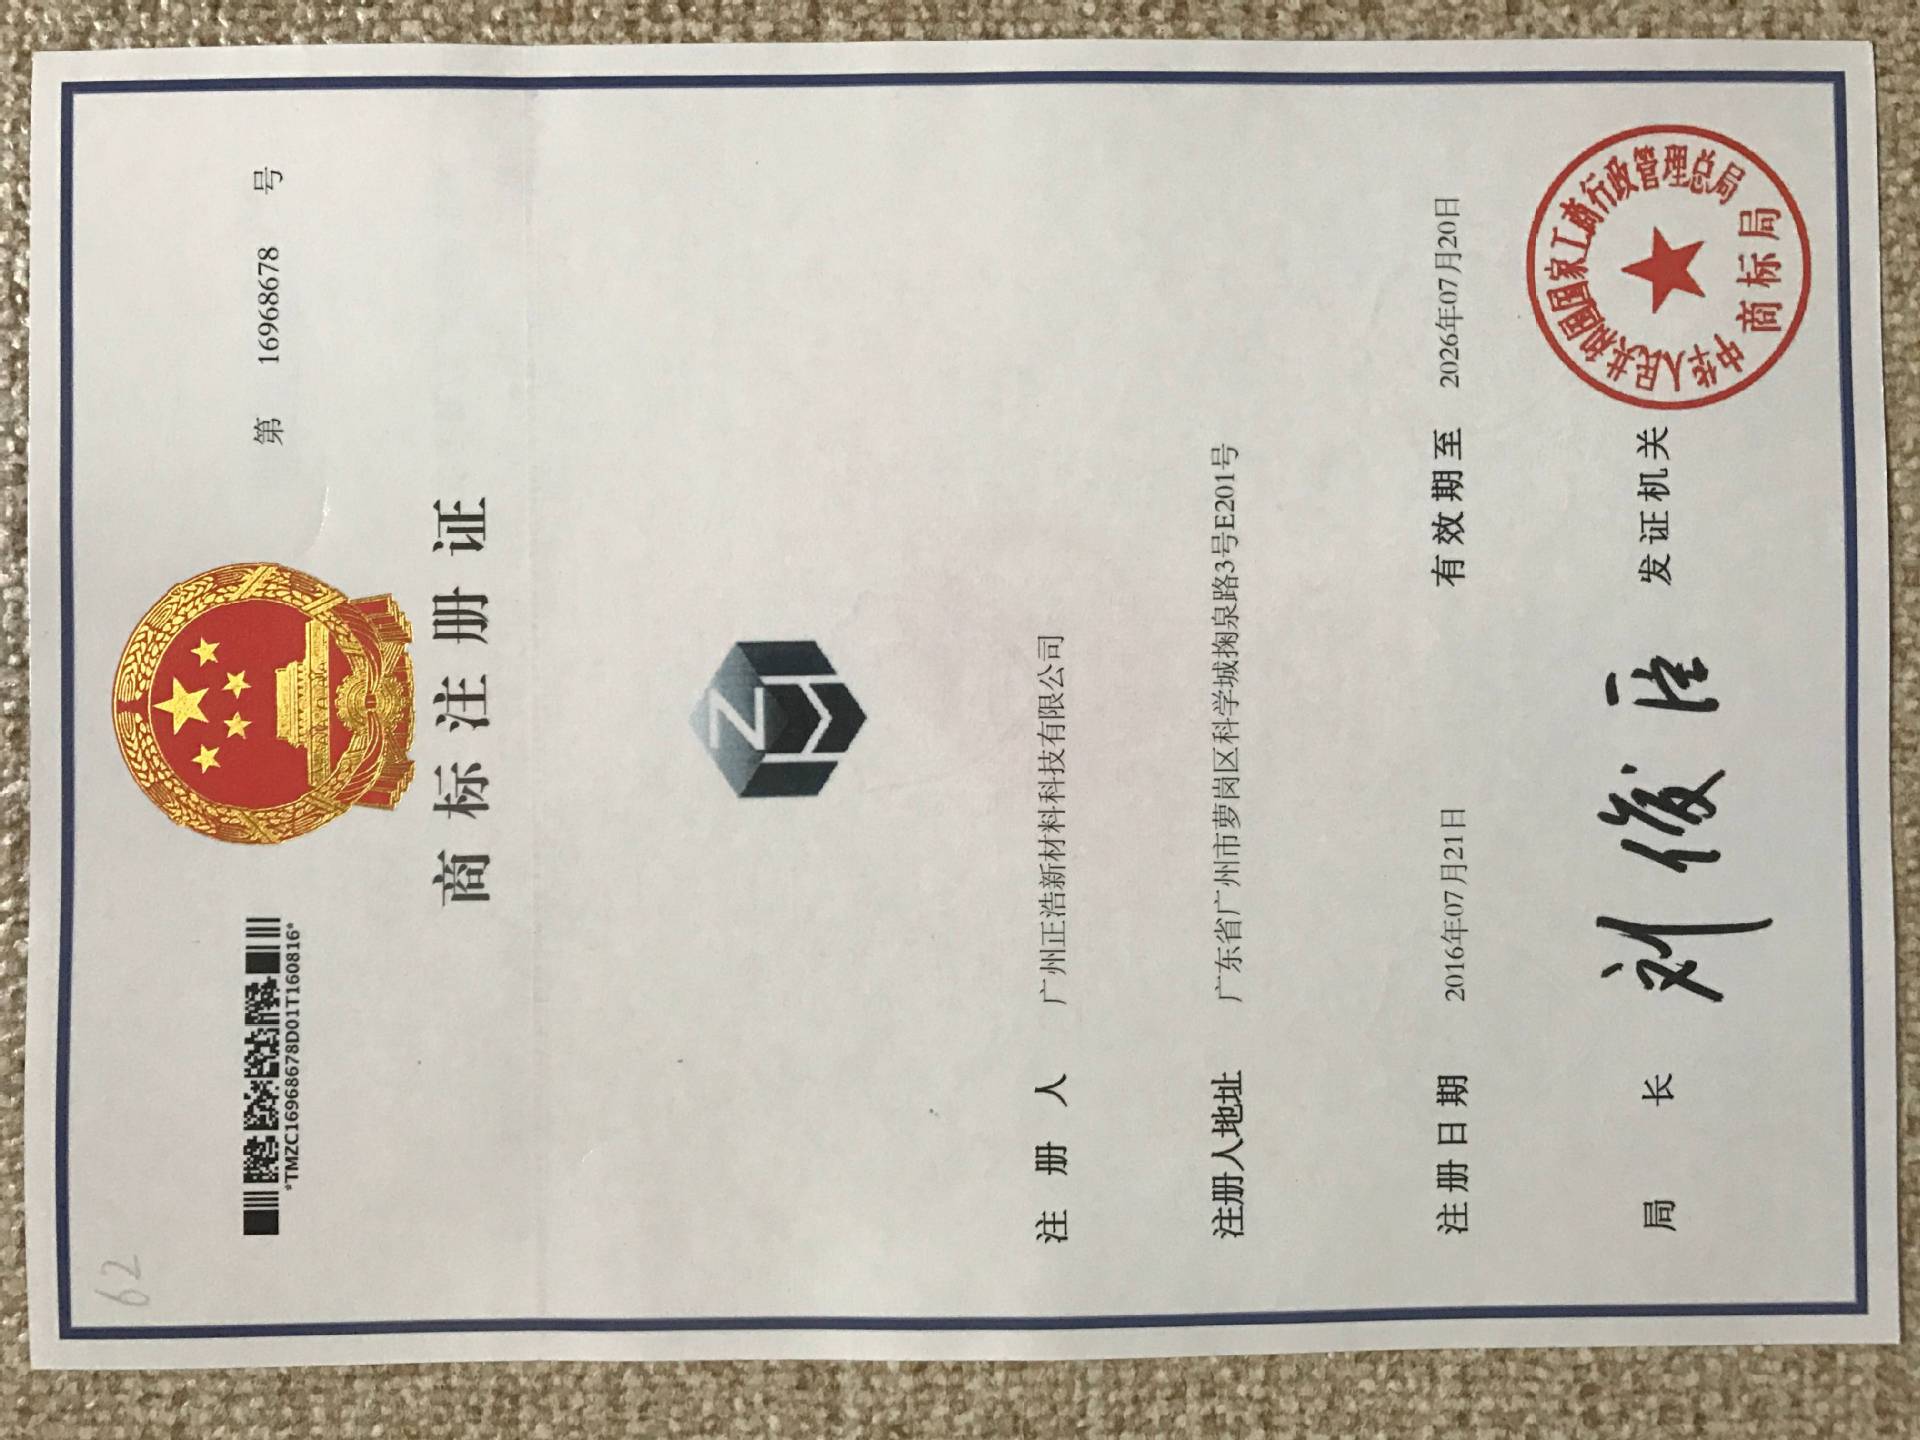 62
*TMZC16968678D01T160816*
第 16968678 号
商标注册证
Z
H
注册人 广州正浩新材料科技有限公司
注册人地址 广东省广州市萝岗区科学城掬泉路3号E201号
注册日期 2016年07月21日 有效期至 2026年07月20日
局长 刘俊臣 发证机关
中华人民共和国国家工商行政管理总局
商标局